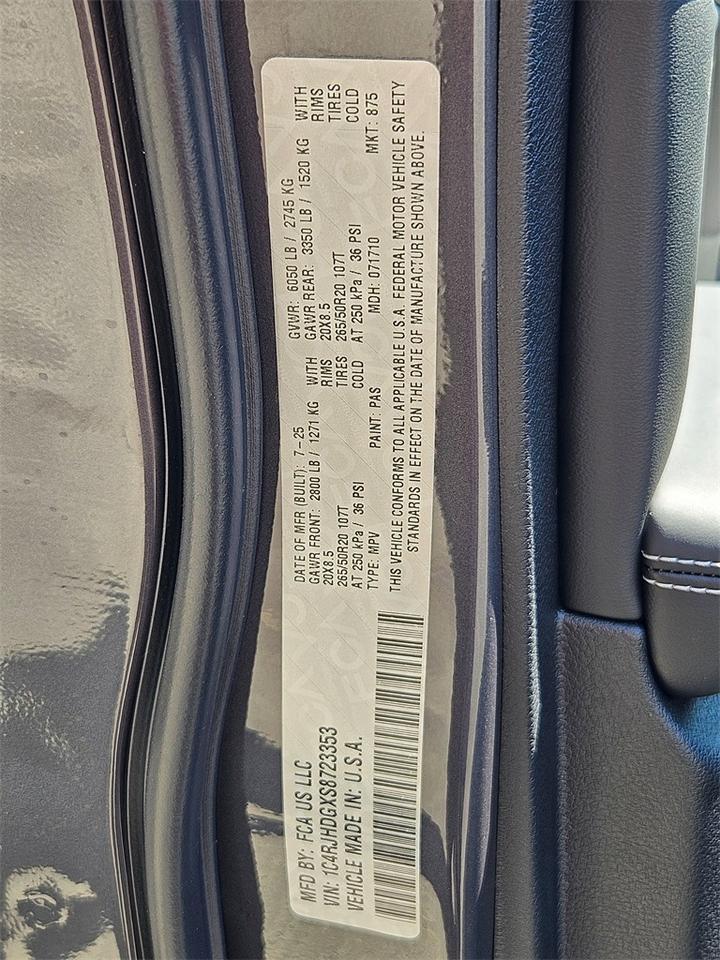 MFD BY: FCA US LLC
VIN: 1C4RJHDGXS8723353
VEHICLE MADE IN: U.S.A.
DATE OF MFR (BUILT): 7-25 GVWR: 6050 LB / 2745 KG
GAWR FRONT: 2800 LB / 1271 KG WITH GAWR REAR: 3350 LB / 1520 KG WITH
20X8.5 RIMS 20X8.5 RIMS
265/50R20 107T TIRES 265/50R20 107T TIRES
AT 250 kPa / 36 PSI COLD AT 250 kPa / 36 PSI COLD
TYPE: MPV PAINT: PAS MDH: 071710 MKT: 875
THIS VEHICLE CONFORMS TO ALL APPLICABLE U.S.A. FEDERAL MOTOR VEHICLE SAFETY
STANDARDS IN EFFECT ON THE DATE OF MANUFACTURE SHOWN ABOVE.